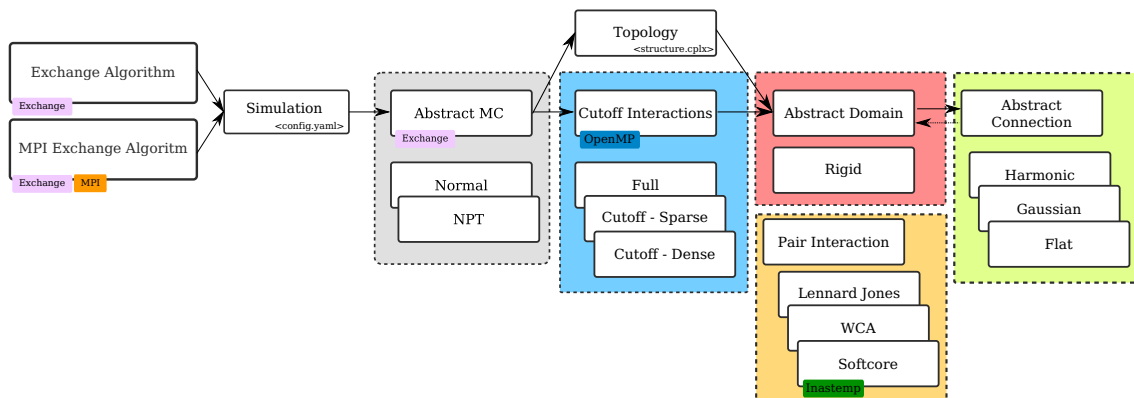 Exchange Algorithm
Exchange
MPI Exchange Algoritm
Exchange
MPI
Simulation
<config.yaml>
Abstract MC
Exchange
Normal
NPT
Topology
<structure.cplx>
Cutoff Interactions
OpenMP
Full
Cutoff - Sparse
Cutoff - Dense
Abstract Domain
Rigid
Pair Interaction
Lennard Jones
WCA
Softcore
Inastemp
Abstract
Connection
Harmonic
Gaussian
Flat